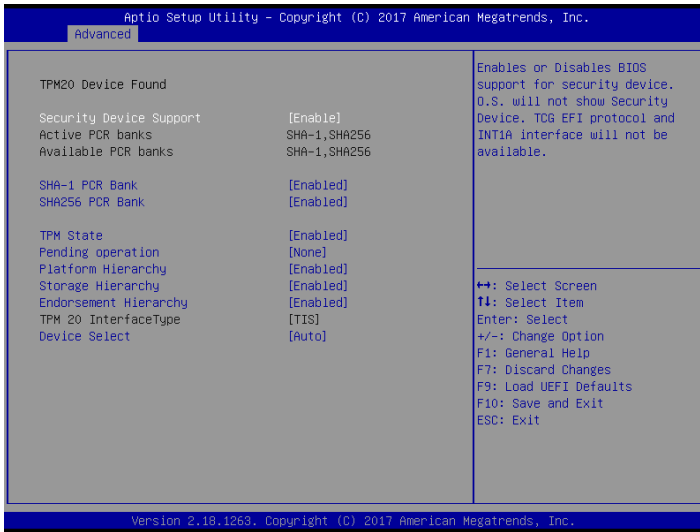 Aptio Setup Utility – Copyright (C) 2017 American Megatrends, Inc.
Advanced
TPM20 Device Found
Security Device Support [Enable]
Active PCR banks SHA-1,SHA256
Available PCR banks SHA-1,SHA256
SHA-1 PCR Bank [Enabled]
SHA256 PCR Bank [Enabled]
TPM State [Enabled]
Pending operation [None]
Platform Hierarchy [Enabled]
Storage Hierarchy [Enabled]
Endorsement Hierarchy [Enabled]
TPM 20 InterfaceType [TIS]
Device Select [Auto]
Enables or Disables BIOS
support for security device.
O.S. will not show Security
Device. TCG EFI protocol and
INT1A interface will not be
available.
↔: Select Screen
↑↓: Select Item
Enter: Select
+/-: Change Option
F1: General Help
F7: Discard Changes
F9: Load UEFI Defaults
F10: Save and Exit
ESC: Exit
Version 2.18.1263. Copyright (C) 2017 American Megatrends, Inc.